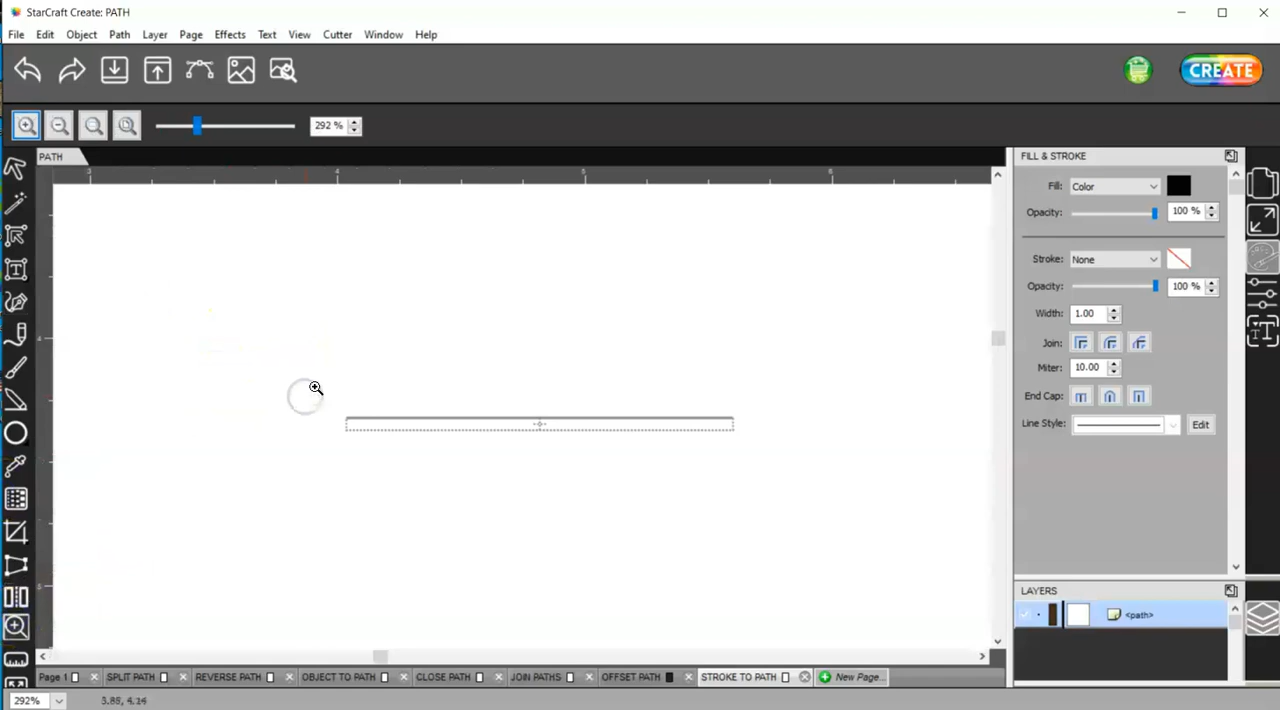 StarCraft Create: PATH
File Edit Object Path Layer Page Effects Text View Cutter Window Help
CREATE
292 %
PATH
FILL & STROKE
3 4 5 6
Fill: Color
Opacity: 100 %
Stroke: None
Opacity: 100 %
Width: 1.00
Join:
Miter: 10.00
End Cap:
Line Style: Edit
LAYERS
<path>
Page 1 SPLIT PATH REVERSE PATH OBJECT TO PATH CLOSE PATH JOIN PATHS OFFSET PATH STROKE TO PATH New Page...
292% 3.85, 4.24